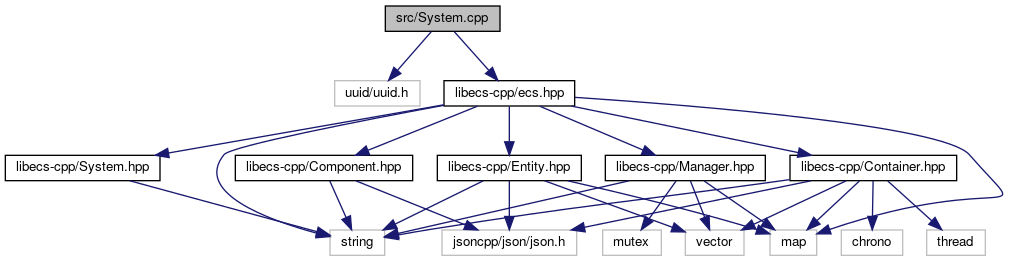 src/System.cpp
uuid/uuid.h
libecs-cpp/ecs.hpp
libecs-cpp/System.hpp
libecs-cpp/Component.hpp
libecs-cpp/Entity.hpp
libecs-cpp/Manager.hpp
libecs-cpp/Container.hpp
string
jsoncpp/json/json.h
mutex
vector
map
chrono
thread